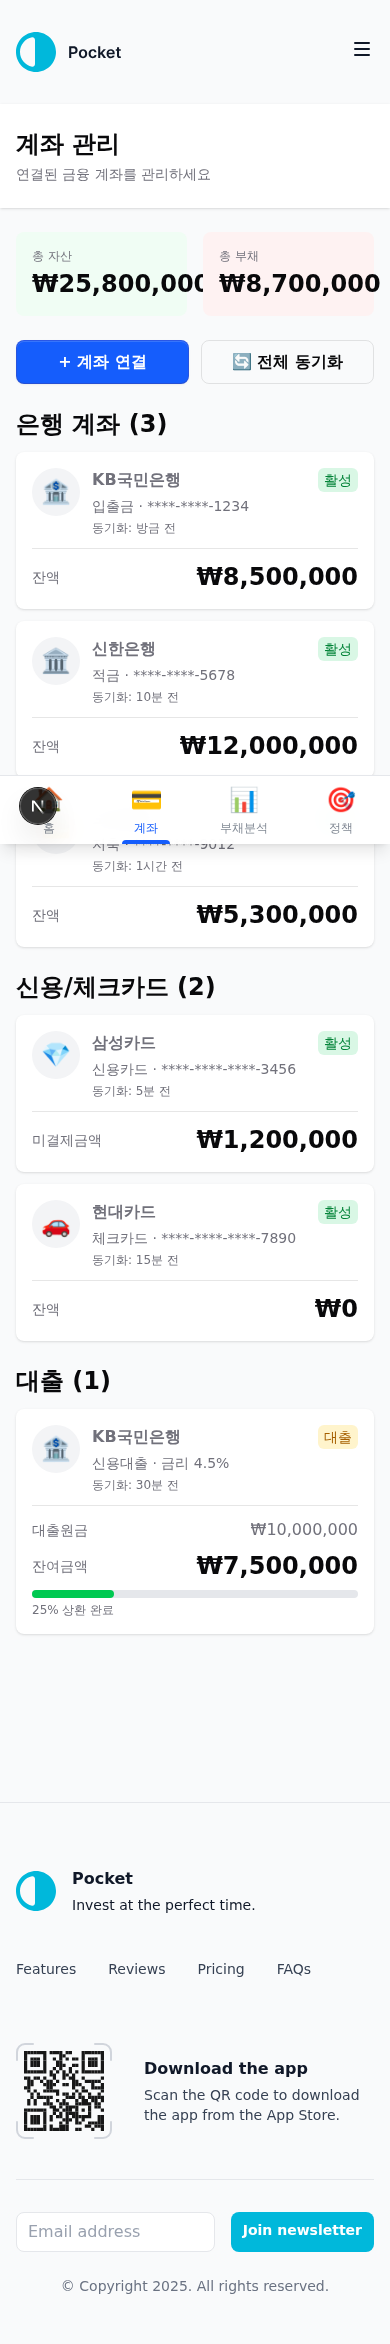 Pocket
계좌 관리
연결된 금융 계좌를 관리하세요
총 자산
₩25,800,000
총 부채
₩8,700,000
+ 계좌 연결
🔄 전체 동기화
은행 계좌 (3)
KB국민은행
활성
입출금 · ****-****-1234
동기화: 방금 전
잔액
₩8,500,000
신한은행
활성
적금 · ****-****-5678
동기화: 10분 전
잔액
₩12,000,000
N
홈
계좌
부채분석
정책
동기화: 1시간 전
잔액
₩5,300,000
신용/체크카드 (2)
삼성카드
활성
신용카드 · ****-****-****-3456
동기화: 5분 전
미결제금액
₩1,200,000
현대카드
활성
체크카드 · ****-****-****-7890
동기화: 15분 전
잔액
₩0
대출 (1)
KB국민은행
대출
신용대출 · 금리 4.5%
동기화: 30분 전
대출원금
₩10,000,000
잔여금액
₩7,500,000
25% 상환 완료
Pocket
Invest at the perfect time.
Features
Reviews
Pricing
FAQs
Download the app
Scan the QR code to download
the app from the App Store.
Email address
Join newsletter
© Copyright 2025. All rights reserved.